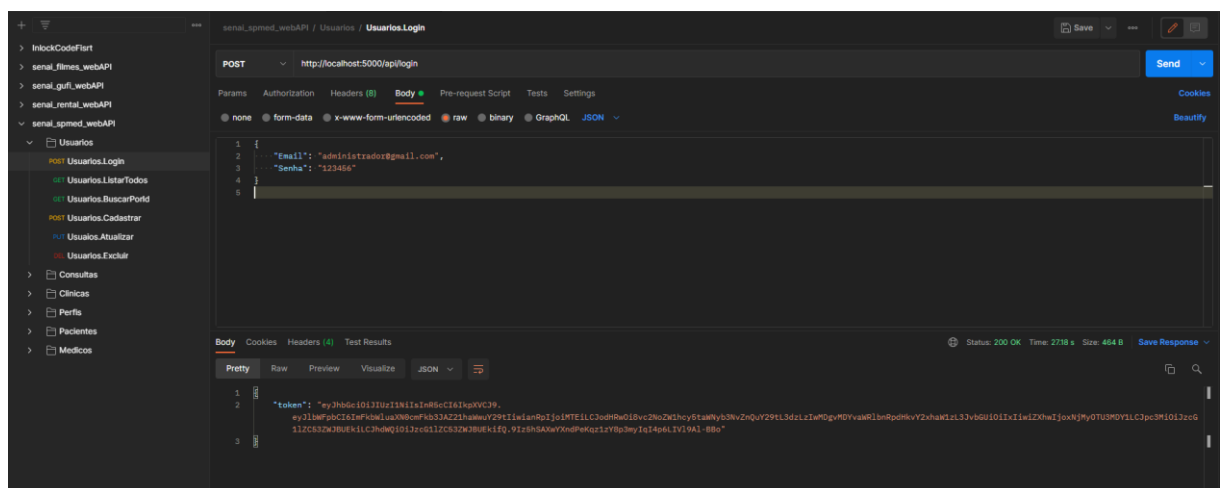 senai_spmed_webAPI / Usuarios / Usuarios.Login
Save
InlockCodeFisrt
senai_filmes_webAPI
senai_gufi_webAPI
senai_rental_webAPI
senai_spmed_webAPI
Usuarios
POST Usuarios.Login
GET Usuarios.ListarTodos
GET Usuarios.BuscarPorId
POST Usuarios.Cadastrar
PUT Usuaios.Atualizar
DEL Usuarios.Excluir
Consultas
Clinicas
Perfis
Pacientes
Medicos
POST http://localhost:5000/api/login Send
Params Authorization Headers (8) Body Pre-request Script Tests Settings Cookies
none form-data x-www-form-urlencoded raw binary GraphQL JSON Beautify
1 {
2 "Email": "administrador@gmail.com",
3 "Senha": "123456"
4 }
5
Body Cookies Headers (4) Test Results Status: 200 OK Time: 27.18 s Size: 464 B Save Response
Pretty Raw Preview Visualize JSON
1 {
2 "token":
3 }